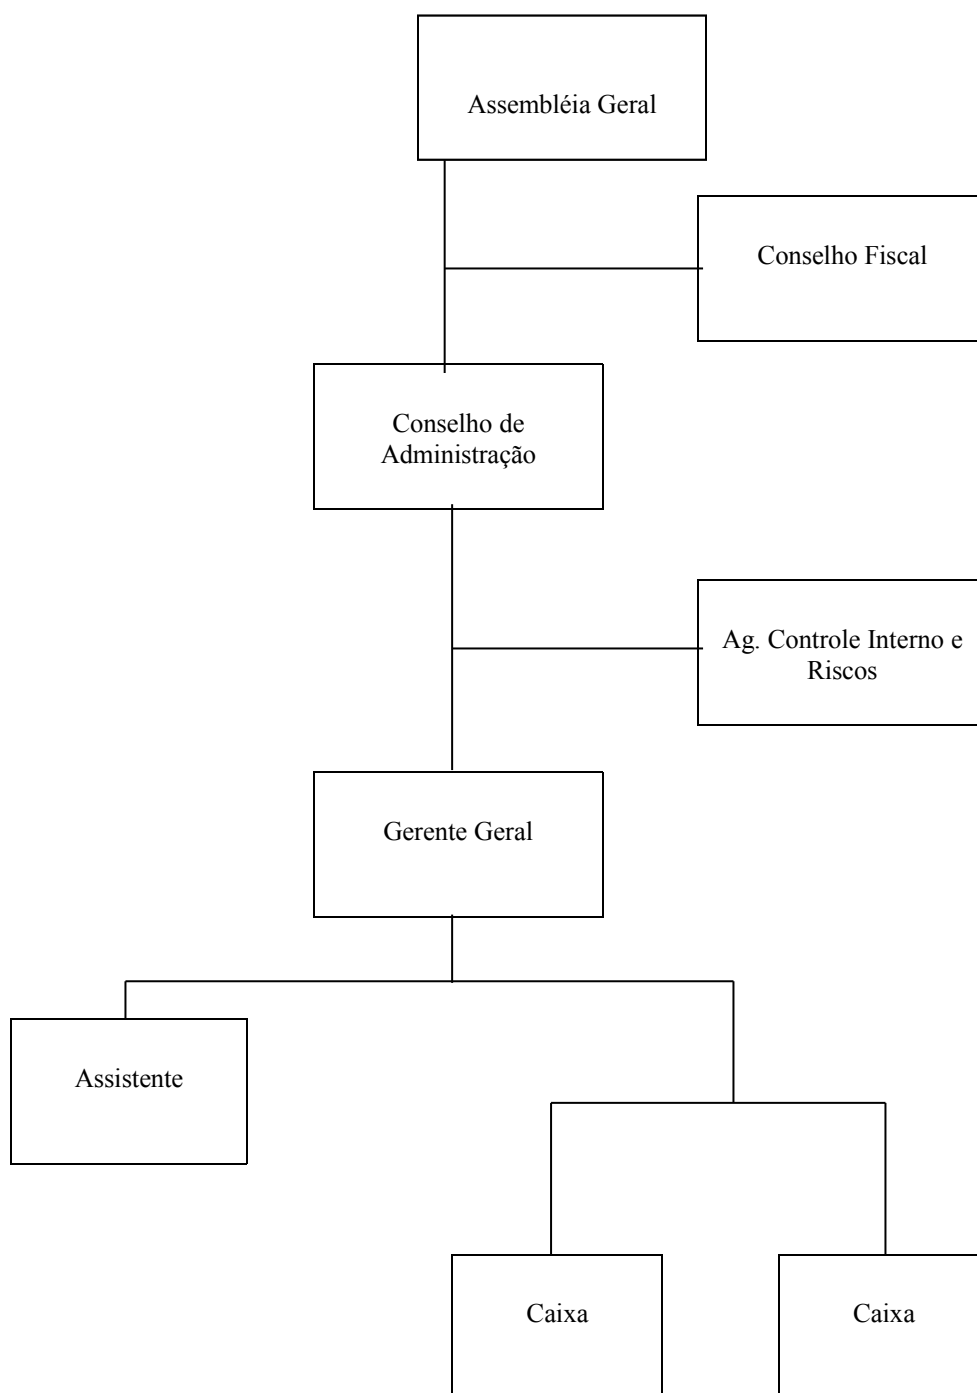 Assembléia Geral
Conselho Fiscal
Conselho de
Administração
Ag. Controle Interno e
Riscos
Gerente Geral
Assistente
Caixa
Caixa